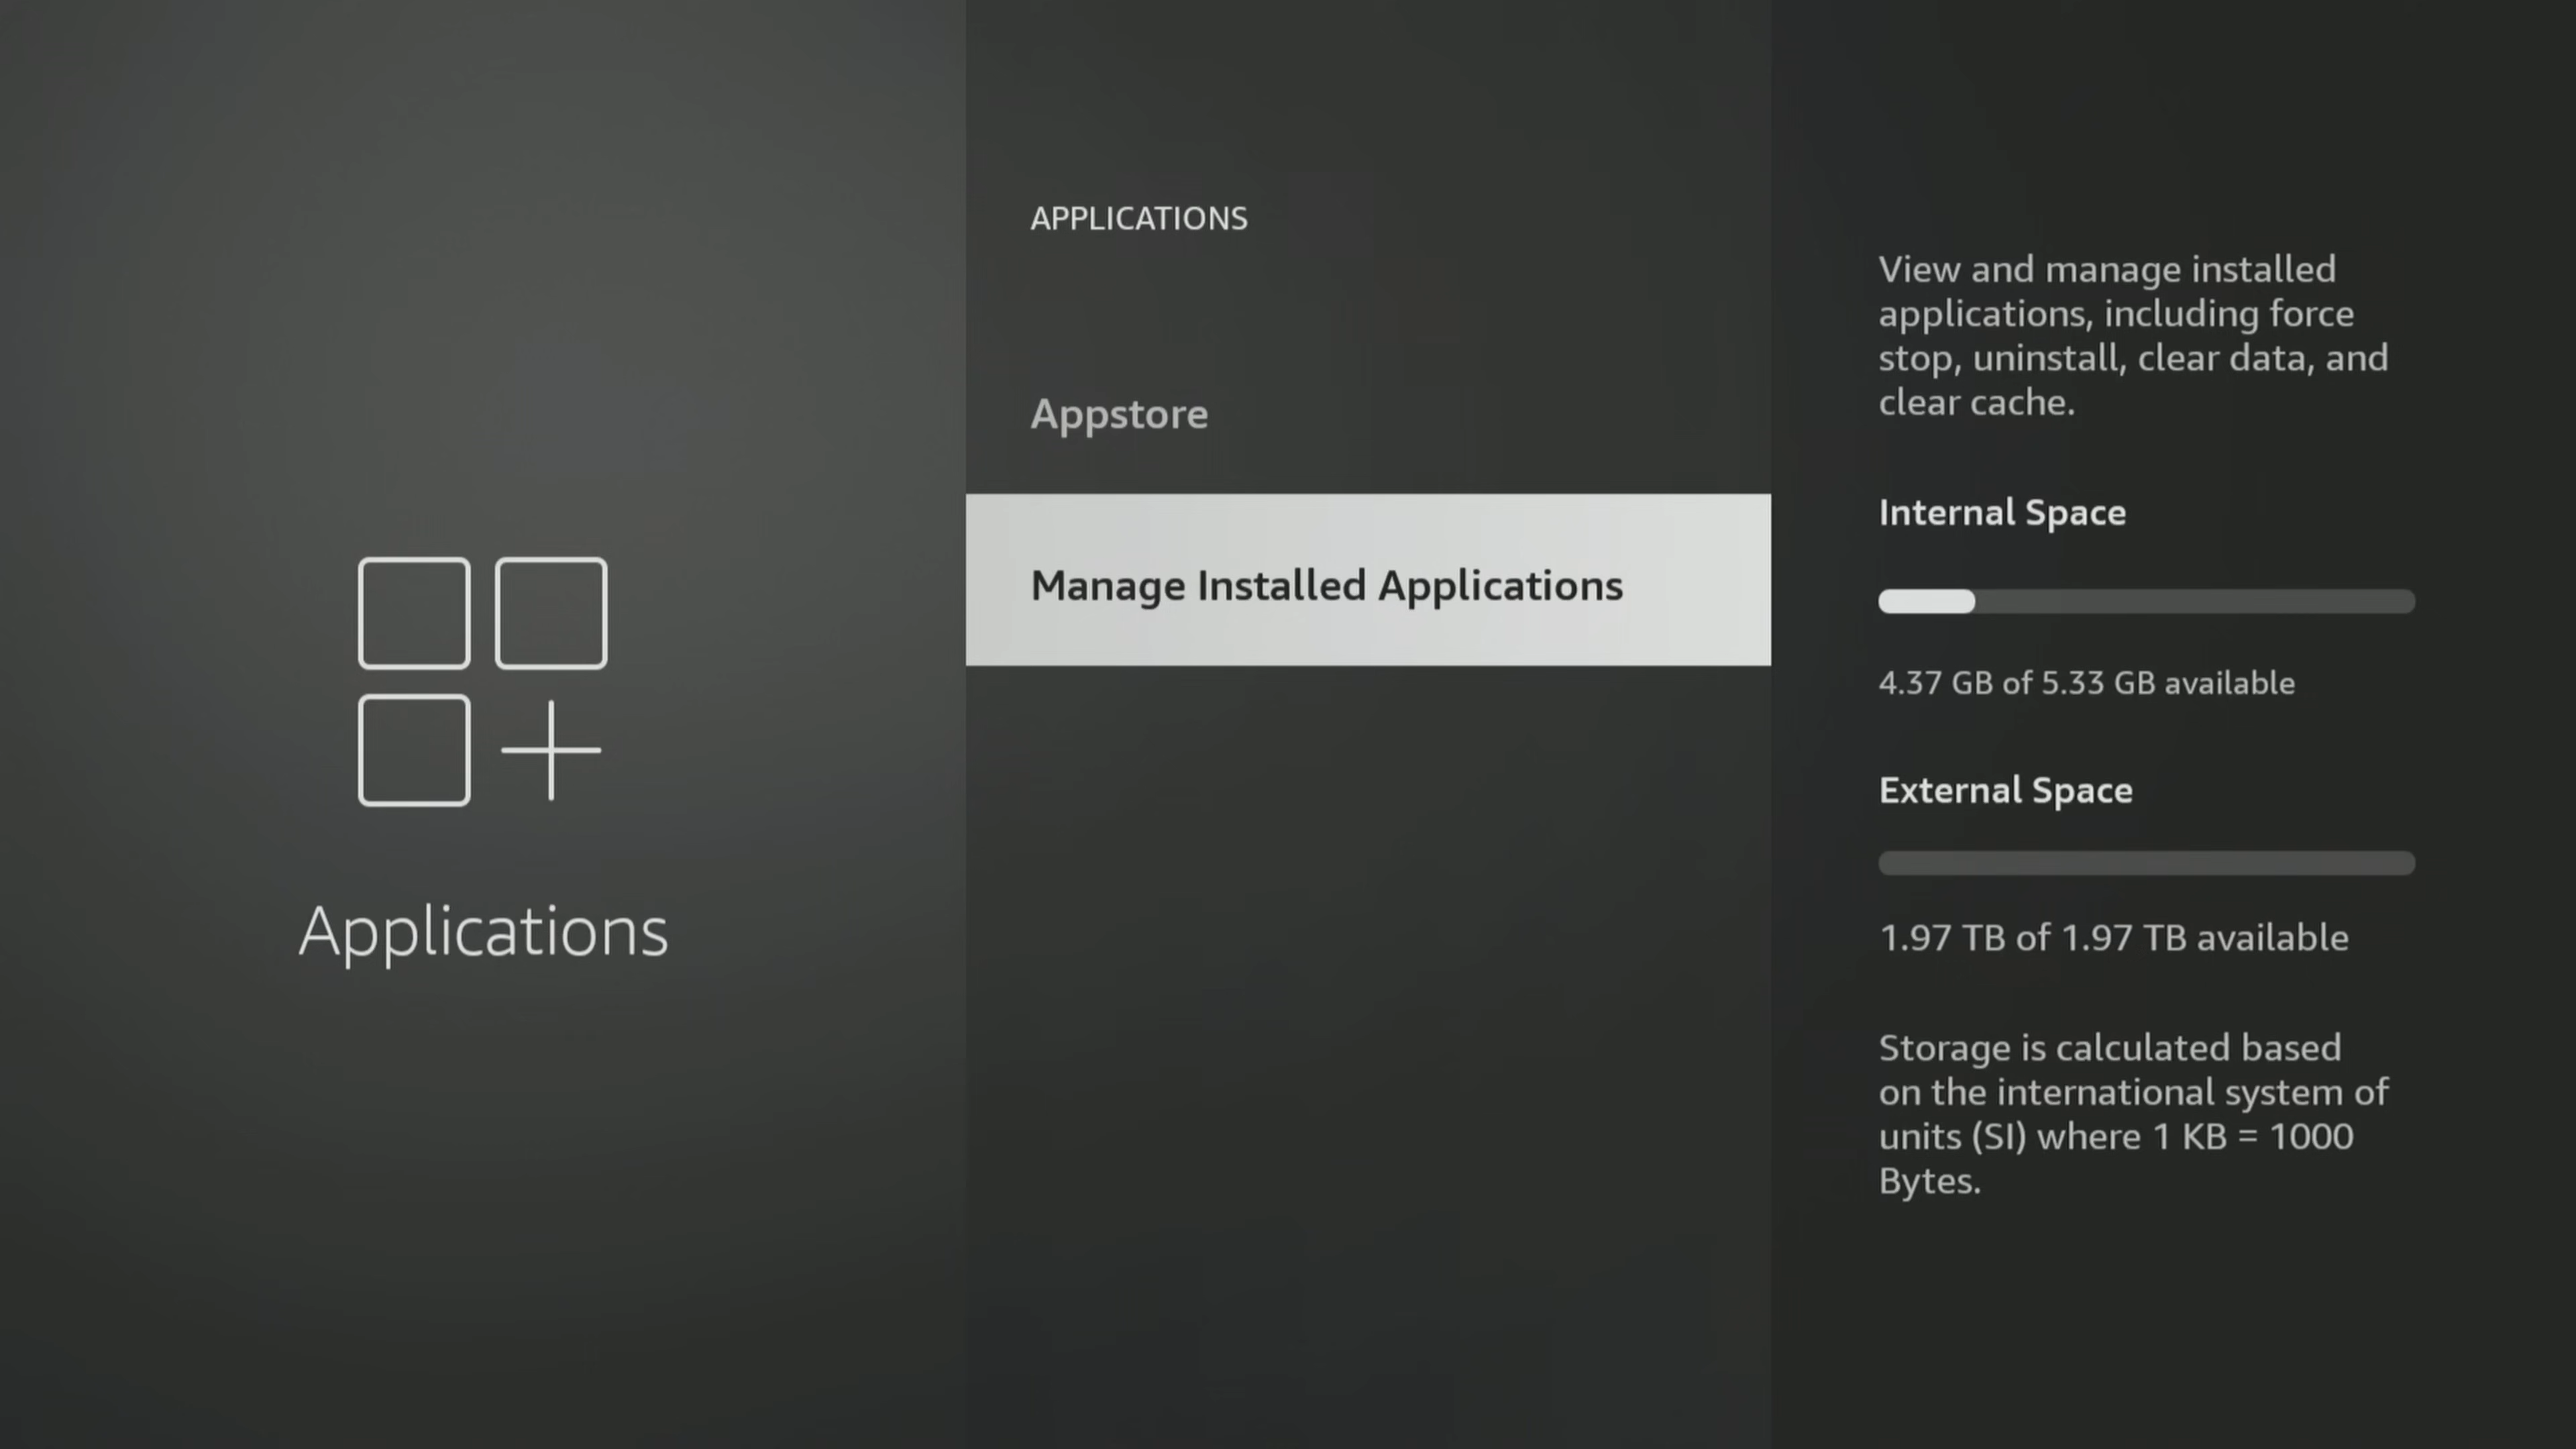 Applications
APPLICATIONS
Appstore
Manage Installed Applications
View and manage installed
applications, including force
stop, uninstall, clear data, and
clear cache.
Internal Space
4.37 GB of 5.33 GB available
External Space
1.97 TB of 1.97 TB available
Storage is calculated based
on the international system of
units (SI) where 1 KB = 1000
Bytes.